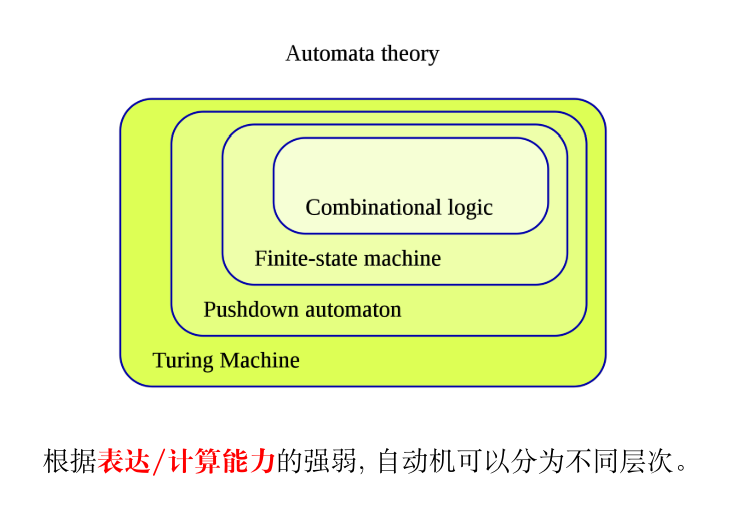 Automata theory
Combinational logic
Finite-state machine
Pushdown automaton
Turing Machine
根据表达/计算能力的强弱, 自动机可以分为不同层次。